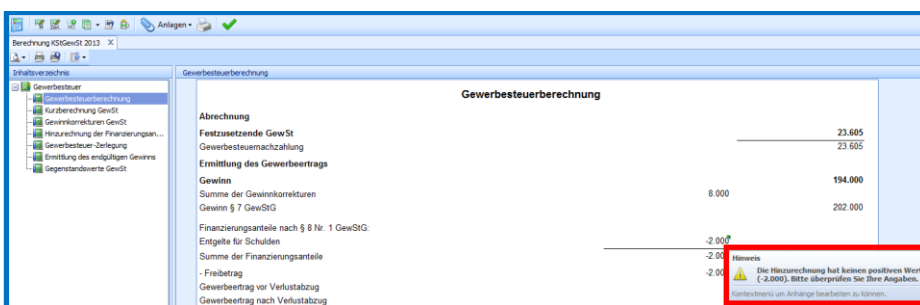 Anlagen
Berechnung KStGewSt 2013 X
Inhaltsverzeichnis
Gewerbesteuerberechnung
Gewerbesteuer
Gewerbesteuerberechnung
Kurzberechnung GewSt
Gewinnkorrekturen GewSt
Hinzurechnung der Finanzierungsan...
Gewerbesteuer-Zerlegung
Ermittlung des endgültigen Gewinns
Gegenstandswerte GewSt
Gewerbesteuerberechnung
Abrechnung
Festzusetzende GewSt 23.605
Gewerbesteuernachzahlung 23.605
Ermittlung des Gewerbeertrags
Gewinn 194.000
Summe der Gewinnkorrekturen 8.000
Gewinn § 7 GewStG 202.000
Finanzierungsanteile nach § 8 Nr. 1 GewStG:
Entgelte für Schulden -2.000
Summe der Finanzierungsanteile -2.00
- Freibetrag -2.00
Gewerbeertrag vor Verlustabzug
Gewerbeertrag nach Verlustabzug
Hinweis
Die Hinzurechnung hat keinen positiven Wert
(-2.000). Bitte überprüfen Sie Ihre Angaben.
Kontextmenü um Anhänge bearbeiten zu können.